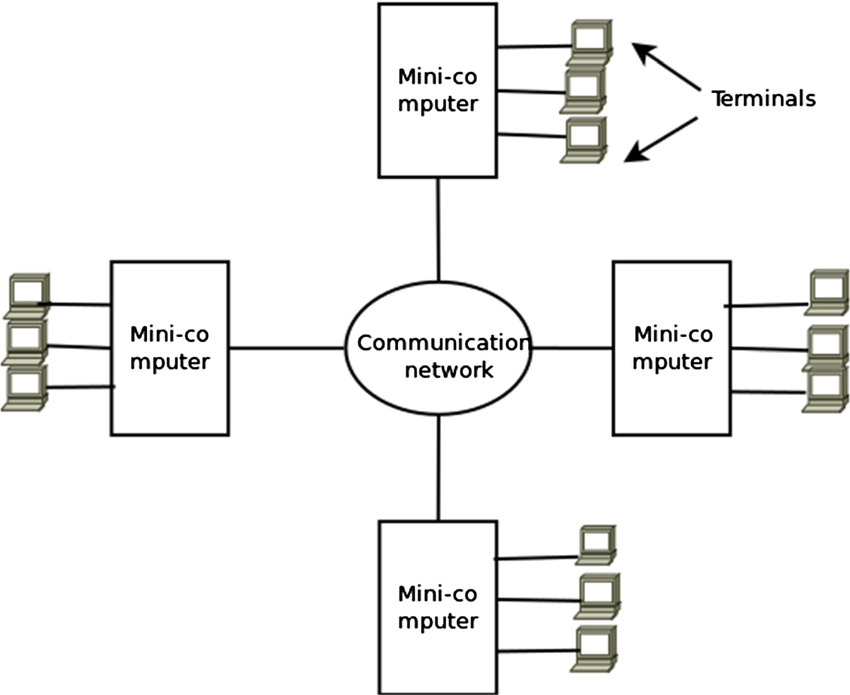 Mini-co
mputer
Terminals
Mini-co
mputer
Communication
network
Mini-co
mputer
Mini-co
mputer